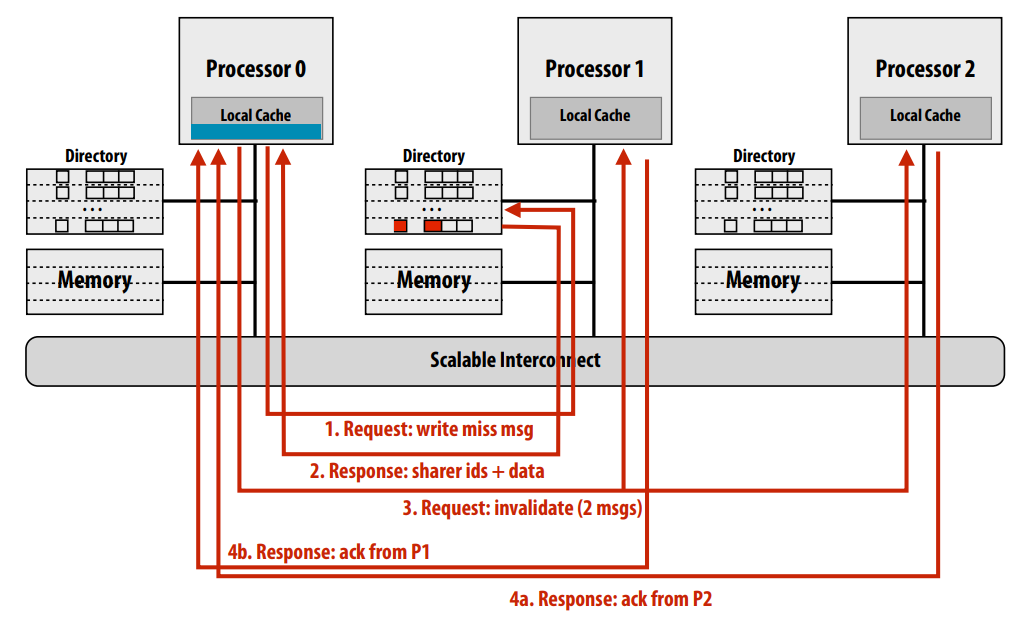 Processor 0
Local Cache
Processor 1
Local Cache
Processor 2
Local Cache
Directory
Directory
Directory
. . .
. . .
. . .
Memory
Memory
Memory
Scalable Interconnect
1. Request: write miss msg
2. Response: sharer ids + data
3. Request: invalidate (2 msgs)
4b. Response: ack from P1
4a. Response: ack from P2